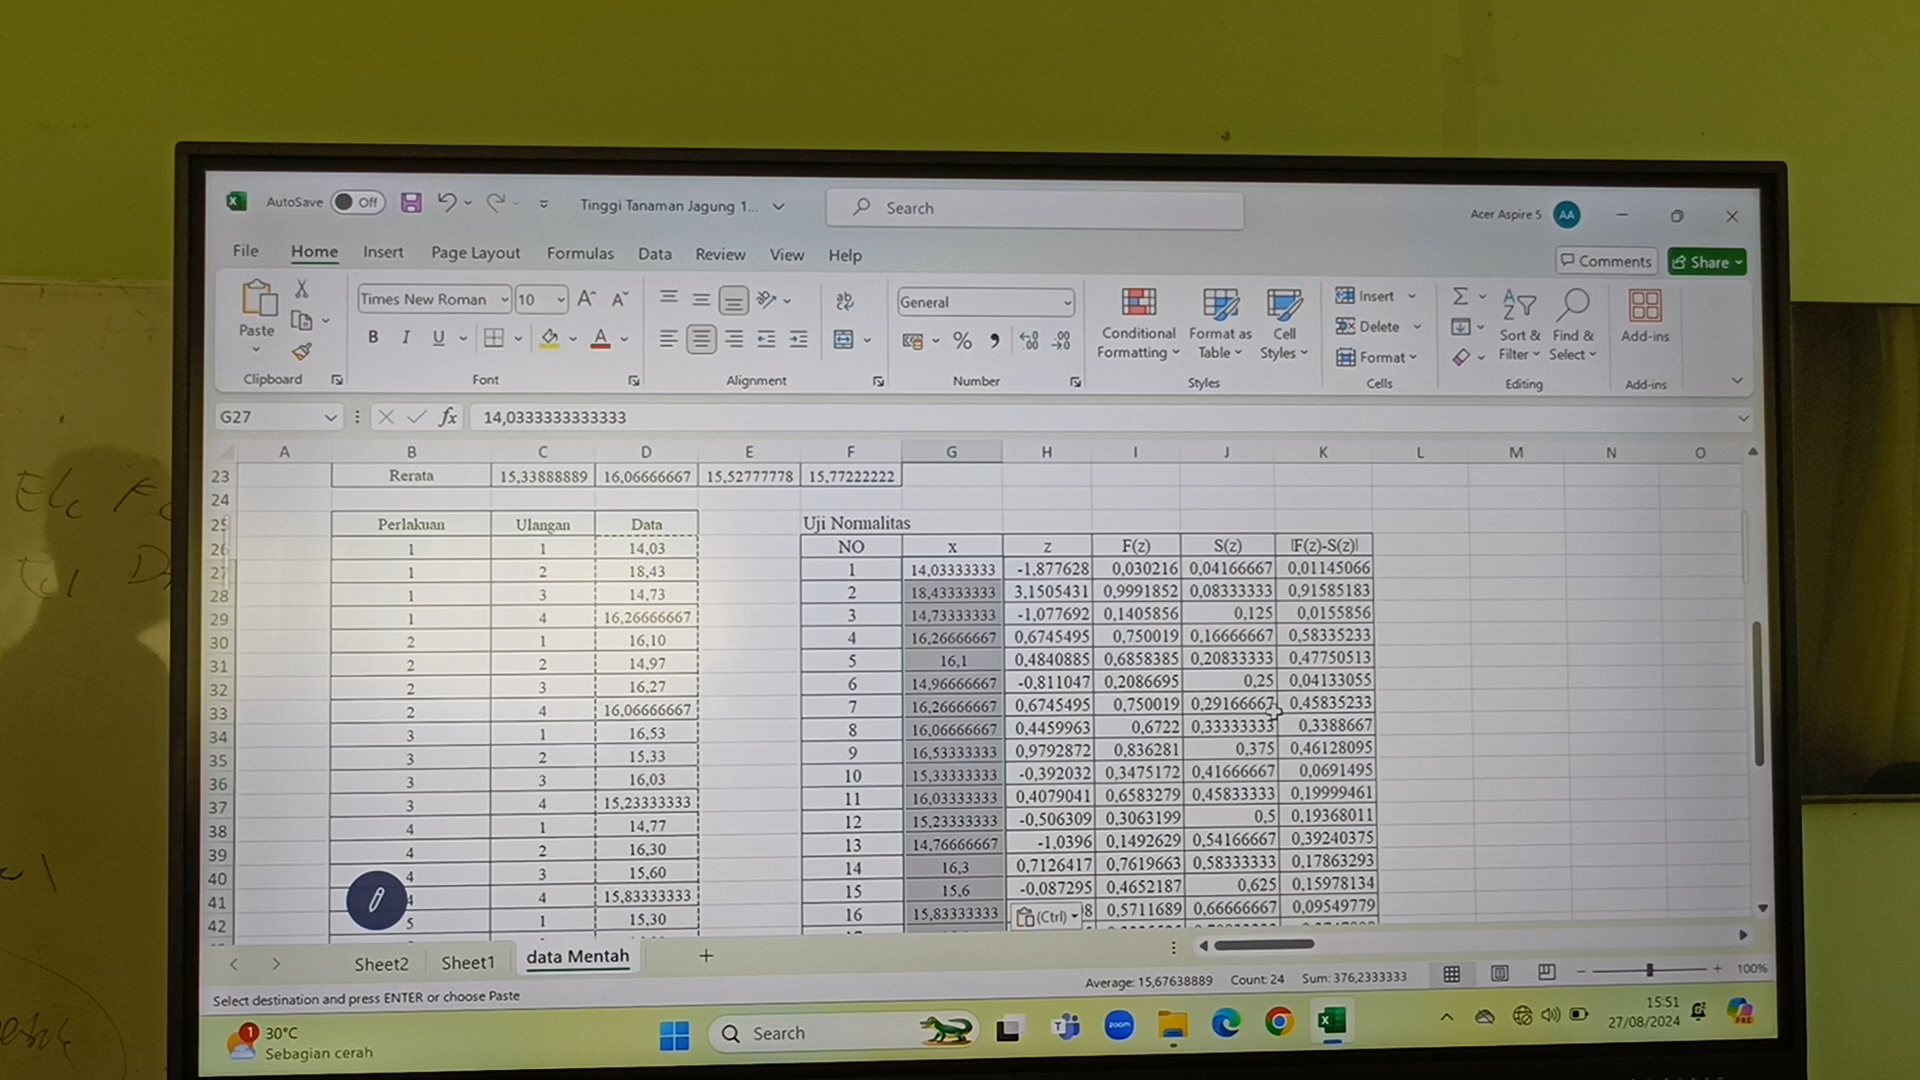 AutoSave Off Tinggi Tanaman Jagung 1... Search Acer Aspire 5 AA
File Home Insert Page Layout Formulas Data Review View Help Comments Share
Paste Times New Roman 10 General Conditional Formatting Format as Table Cell Styles Insert Delete Format Sort & Filter Find & Select Add-ins
Clipboard Font Alignment Number Styles Cells Editing Add-ins
G27 fx 14,0333333333333
A B C D E F G H I J K L M N O
23 Rerata 15,33888889 16,06666667 15,52777778 15,77222222
24
25 Perlakuan Ulangan Data Uji Normalitas
26 1 1 14,03 NO x z F(z) S(z) |F(z)-S(z)|
27 1 2 18,43 1 14,03333333 -1,877628 0,030216 0,04166667 0,01145066
28 1 3 14,73 2 18,43333333 3,1505431 0,9991852 0,08333333 0,91585183
29 1 4 16,26666667 3 14,73333333 -1,077692 0,1405856 0,125 0,0155856
30 2 1 16,10 4 16,26666667 0,6745495 0,750019 0,16666667 0,58335233
31 2 2 14,97 5 16,1 0,4840885 0,6858385 0,20833333 0,47750513
32 2 3 16,27 6 14,96666667 -0,811047 0,2086695 0,25 0,04133055
33 2 4 16,06666667 7 16,26666667 0,6745495 0,750019 0,29166667 0,45835233
34 3 1 16,53 8 16,06666667 0,4459963 0,6722 0,33333333 0,3388667
35 3 2 15,33 9 16,53333333 0,9792872 0,836281 0,375 0,46128095
36 3 3 16,03 10 15,33333333 -0,392032 0,3475172 0,41666667 0,0691495
37 3 4 15,23333333 11 16,03333333 0,4079041 0,6583279 0,45833333 0,19999461
38 4 1 14,77 12 15,23333333 -0,506309 0,3063199 0,5 0,19368011
39 4 2 16,30 13 14,76666667 -1,0396 0,1492629 0,54166667 0,39240375
40 4 3 15,60 14 16,3 0,7126417 0,7619663 0,58333333 0,17863293
41 4 4 15,83333333 15 15,6 -0,087295 0,4652187 0,625 0,15978134
42 5 1 15,30 16 15,83333333 (Ctrl) 8 0,5711689 0,66666667 0,09549779
Sheet2 Sheet1 data Mentah
Select destination and press ENTER or choose Paste Average: 15,67638889 Count: 24 Sum: 376,2333333 100%
1 30°C
Sebagian cerah
Search zoom PRE
15:51
27/08/2024